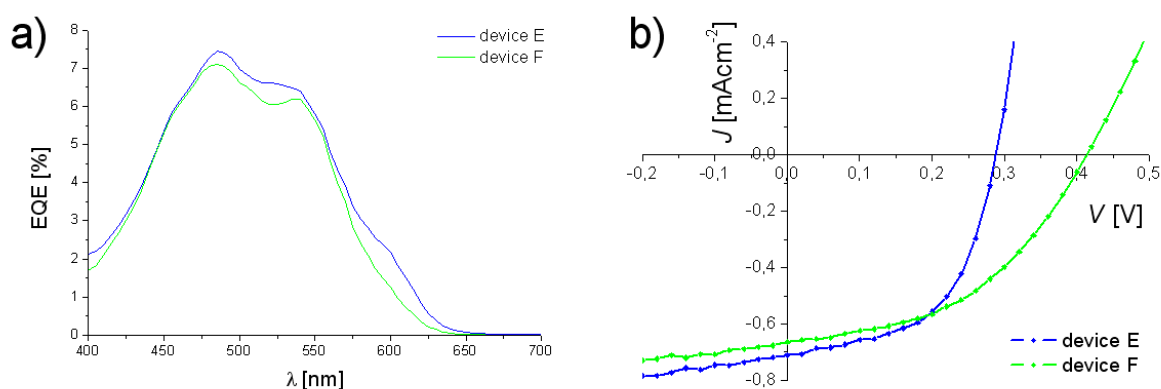 a)
EQE [%]
8
7
6
5
4
3
2
1
0
400 450 500 550 600 650 700
λ [nm]
device E
device F
b)
J [mAcm-2]
V [V]
0,4
0,2
0,0
-0,2
-0,4
-0,6
-0,8
-0,2 -0,1 0,0 0,1 0,2 0,3 0,4 0,5
device E
device F